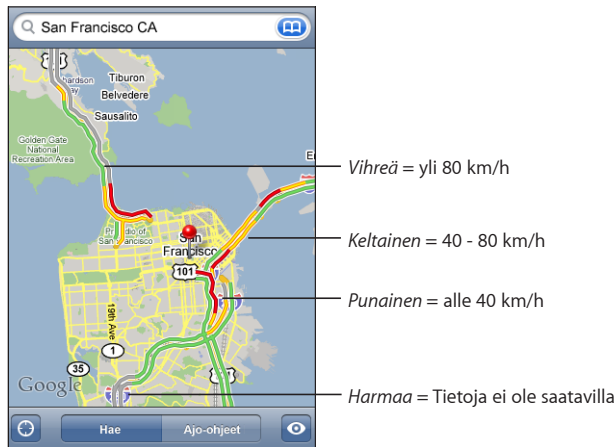 San Francisco CA
Tiburon
Belvedere
Sausalito
Golden Gate
National
Recreation Area
Vihreä = yli 80 km/h
San
Francisco
Keltainen = 40 - 80 km/h
101
Punainen = alle 40 km/h
19th Ave
1
35
Google
Harmaa = Tietoja ei ole saatavilla
Hae
Ajo-ohjeet